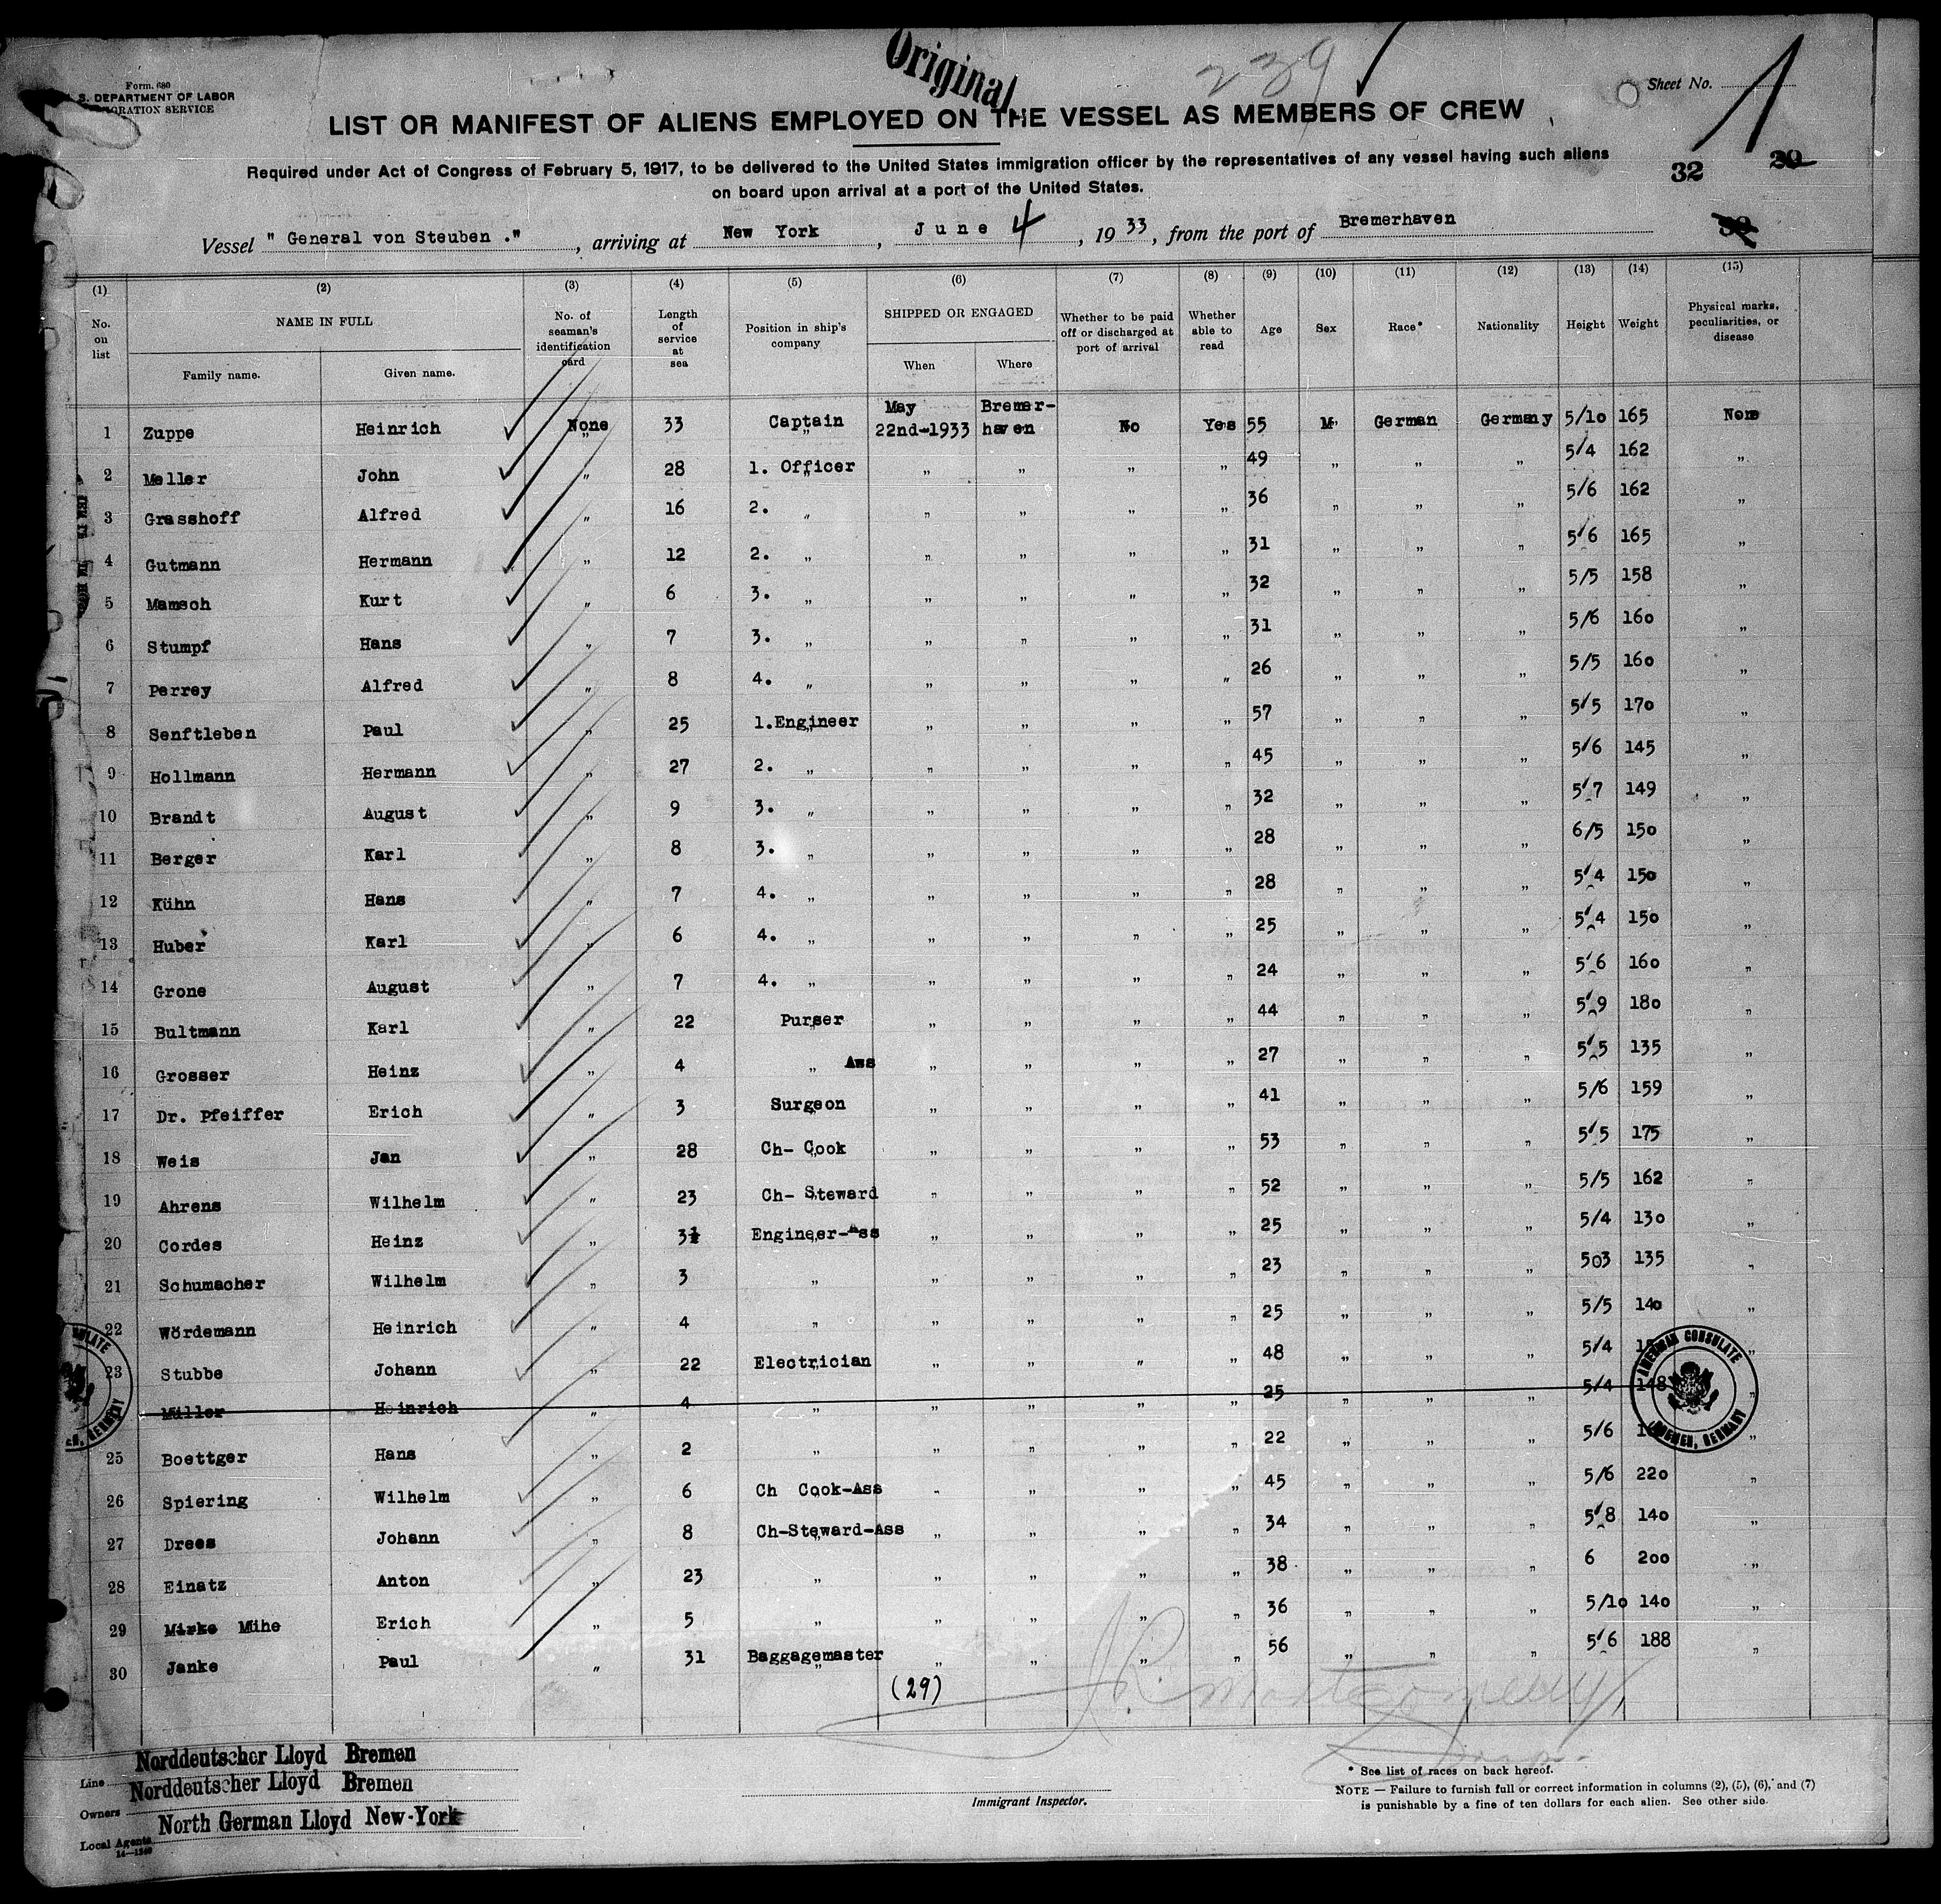 Original
239
Form. 680
S. DEPARTMENT OF LABOR
IMMIGRATION SERVICE
Sheet No. 1
LIST OR MANIFEST OF ALIENS EMPLOYED ON THE VESSEL AS MEMBERS OF CREW
Required under Act of Congress of February 5, 1917, to be delivered to the United States immigration officer by the representatives of any vessel having such aliens
on board upon arrival at a port of the United States.
32 20
Vessel " General von Steuben ." , arriving at New York , June 4 , 1933 , from the port of Bremerhaven
(1) (2) (3) (4) (5) (6) (7) (8) (9) (10) (11) (12) (13) (14) (15)
No. on list NAME IN FULL Family name. Given name. No. of seaman's identification card Length of service at sea Position in ship's company SHIPPED OR ENGAGED When Where Whether to be paid off or discharged at port of arrival Whether able to read Age Sex Race* Nationality Height Weight Physical marks, peculiarities, or disease
1 Zuppe Heinrich None 33 Captain May 22nd-1933 Bremer-haven No Yes 55 M. German Germany 5/10 165 None
2 Meller John " 28 1. Officer " " " " 49 " " " 5/4 162 "
3 Grasshoff Alfred " 16 2. " " " " " 36 " " " 5/6 162 "
4 Gutmann Hermann " 12 2. " " " " " 31 " " " 5/6 165 "
5 Mamsch Kurt " 6 3. " " " " " 32 " " " 5/5 158 "
6 Stumpf Hans " 7 3. " " " " " 31 " " " 5/6 160 "
7 Perrey Alfred " 8 4. " " " " " 26 " " " 5/5 160 "
8 Senftleben Paul " 25 1.Engineer " " " " 57 " " " 5/5 170 "
9 Hollmann Hermann " 27 2. " " " " " 45 " " " 5/6 145 "
10 Brandt August " 9 3. " " " " " 32 " " " 5/7 149 "
11 Berger Karl " 8 3. " " " " " 28 " " " 6/5 150 "
12 Kühn Hans " 7 4. " " " " " 28 " " " 5/4 150 "
13 Huber Karl " 6 4. " " " " " 25 " " " 5/4 150 "
14 Grone August " 7 4. " " " " " 24 " " " 5/6 160 "
15 Bultmann Karl " 22 Purser " " " " 44 " " " 5/9 180 "
16 Grosser Heinz " 4 " Ass " " " " 27 " " " 5/5 135 "
17 Dr. Pfeiffer Erich " 3 Surgeon " " " " 41 " " " 5/6 159 "
18 Weis Jan " 28 Ch- Cook " " " " 53 " " " 5/5 175 "
19 Ahrens Wilhelm " 23 Ch- Steward " " " " 52 " " " 5/5 162 "
20 Cordes Heinz " 3½ Engineer-Ass " " " " 25 " " " 5/4 130 "
21 Schumacher Wilhelm " 3 " " " " " 23 " " " 503 135 "
22 Wördemann Heinrich " 4 " " " " " 25 " " " 5/5 140 "
23 Stubbe Johann " 22 Electrician " " " " 48 " " " 5/4 "
Müller Heinrich " 4 " " " " " 25 " " " 5/4 148 "
25 Boettger Hans " 2 " " " " " 22 " " " 5/6 "
26 Spiering Wilhelm " 6 Ch Cook-Ass " " " " 45 " " " 5/6 220 "
27 Drees Johann " 8 Ch-Steward-Ass " " " " 34 " " " 5/8 140 "
28 Einatz Anton " 23 " " " " " 38 " " " 6 200 "
29 Mirke Mihe Erich " 5 " " " " " 36 " " " 5/10 140 "
30 Janke Paul " 31 Baggagemaster " " " " 56 " " " 5/6 188 "
(29)
AMERICAN CONSULATE
BREMEN, GERMANY
Line Norddeutscher Lloyd Bremen
Owners Norddeutscher Lloyd Bremen
Local Agents North German Lloyd New-York
14—1240
Immigrant Inspector.
* See list of races on back hereof.
NOTE — Failure to furnish full or correct information in columns (2), (5), (6), and (7)
is punishable by a fine of ten dollars for each alien. See other side.